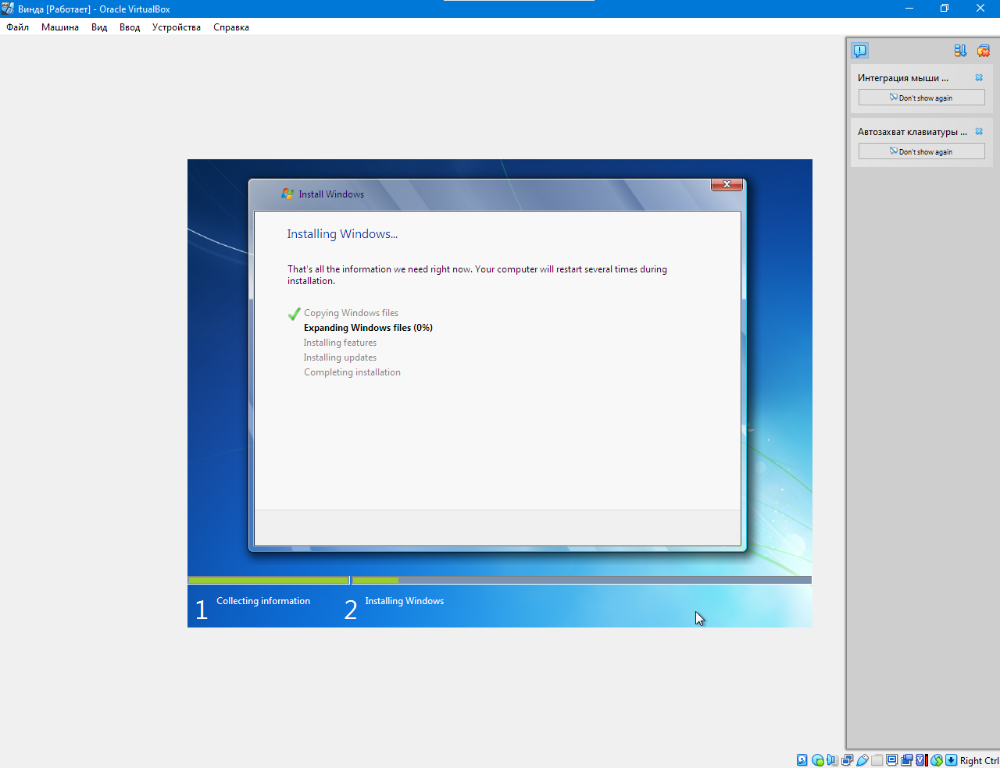 Винда [Работает] - Oracle VirtualBox
Файл Машина Вид Ввод Устройства Справка
Интеграция мыши ...
Don't show again
Автозахват клавиатуры ...
Don't show again
Install Windows
Installing Windows...
That's all the information we need right now. Your computer will restart several times during
installation.
Copying Windows files
Expanding Windows files (0%)
Installing features
Installing updates
Completing installation
1 Collecting information 2 Installing Windows
Right Ctrl